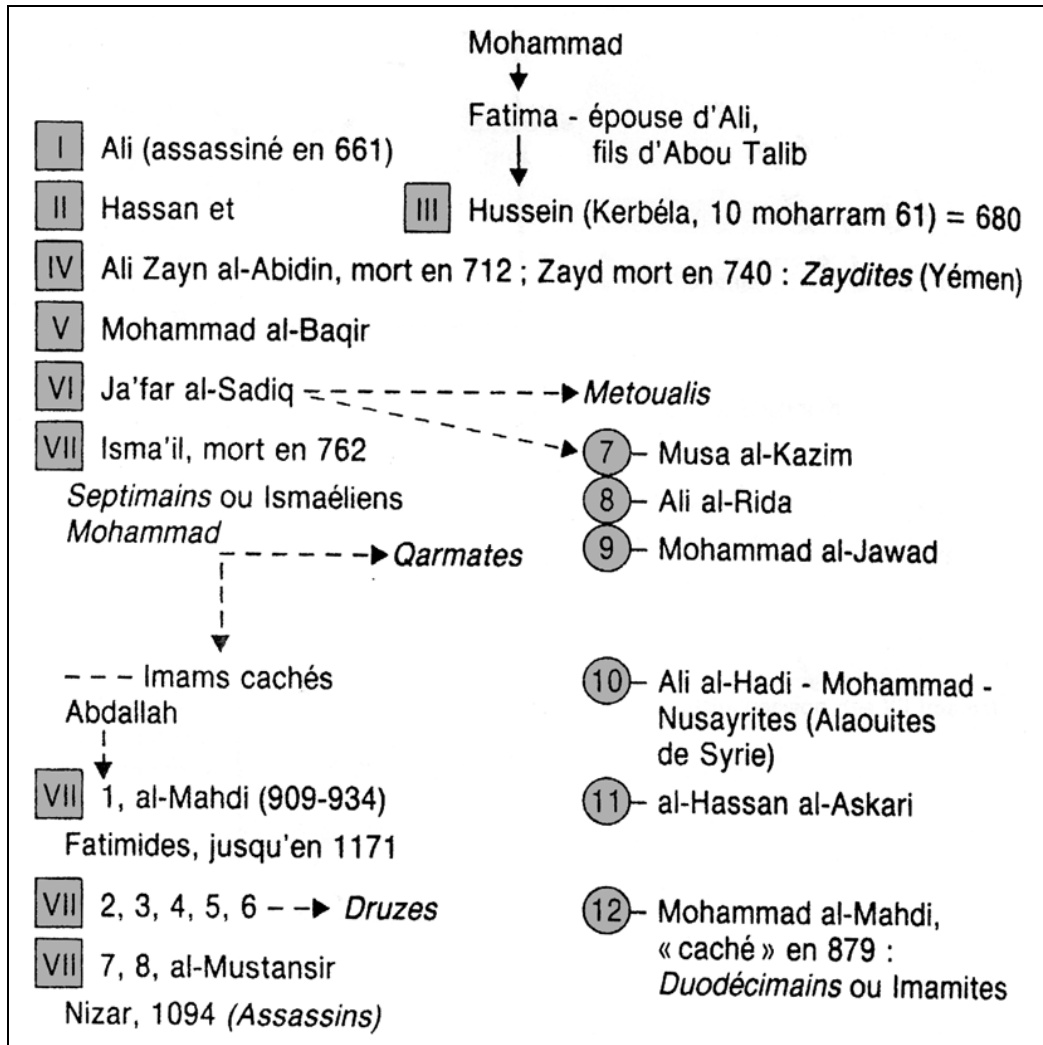 Mohammad
Fatima - épouse d'Ali,
fils d'Abou Talib
I Ali (assassiné en 661)
II Hassan et
III Hussein (Kerbéla, 10 moharram 61) = 680
IV Ali Zayn al-Abidin, mort en 712 ; Zayd mort en 740 : Zaydites (Yémen)
V Mohammad al-Baqir
VI Ja'far al-Sadiq
Metoualis
VII Isma'il, mort en 762
7 Musa al-Kazim
Septimains ou Ismaéliens
8 Ali al-Rida
Mohammad
Qarmates
9 Mohammad al-Jawad
Imams cachés
Abdallah
10 Ali al-Hadi - Mohammad -
Nusayrites (Alaouites
de Syrie)
VII 1, al-Mahdi (909-934)
11 al-Hassan al-Askari
Fatimides, jusqu'en 1171
VII 2, 3, 4, 5, 6 Druzes
12 Mohammad al-Mahdi,
« caché » en 879 :
Duodécimains ou Imamites
VII 7, 8, al-Mustansir
Nizar, 1094 (Assassins)